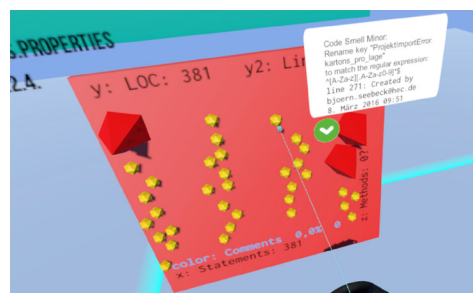 S.PROPERTIES
2.4.
y: LOC: 381
y2: Li
Code Smell Minor:
Rename key "ProjektImportError.
kartons_pro_lage"
to match the regular expression:
^[A-Za-z][.A-Za-z0-9]*$
line 271: Created by
bjoern.seebeck@hec.de
8. März 2016 09:51
z: Methods: 0?
color: Comments 0,0% 0
x: Statements: 381